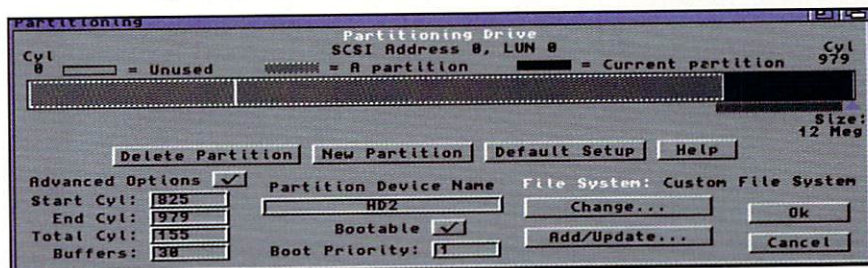 Partitioning
Partitioning Drive
SCSI Address 0, LUN 0
Cyl
0
= Unused
= A partition
= Current partition
Cyl
979
Size:
12 Meg
Delete Partition
New Partition
Default Setup
Help
Advanced Options
Start Cyl: 825
End Cyl: 979
Total Cyl: 155
Buffers: 30
Partition Device Name
HD2
Bootable
Boot Priority: 1
File System: Custom File System
Change...
Add/Update...
Ok
Cancel